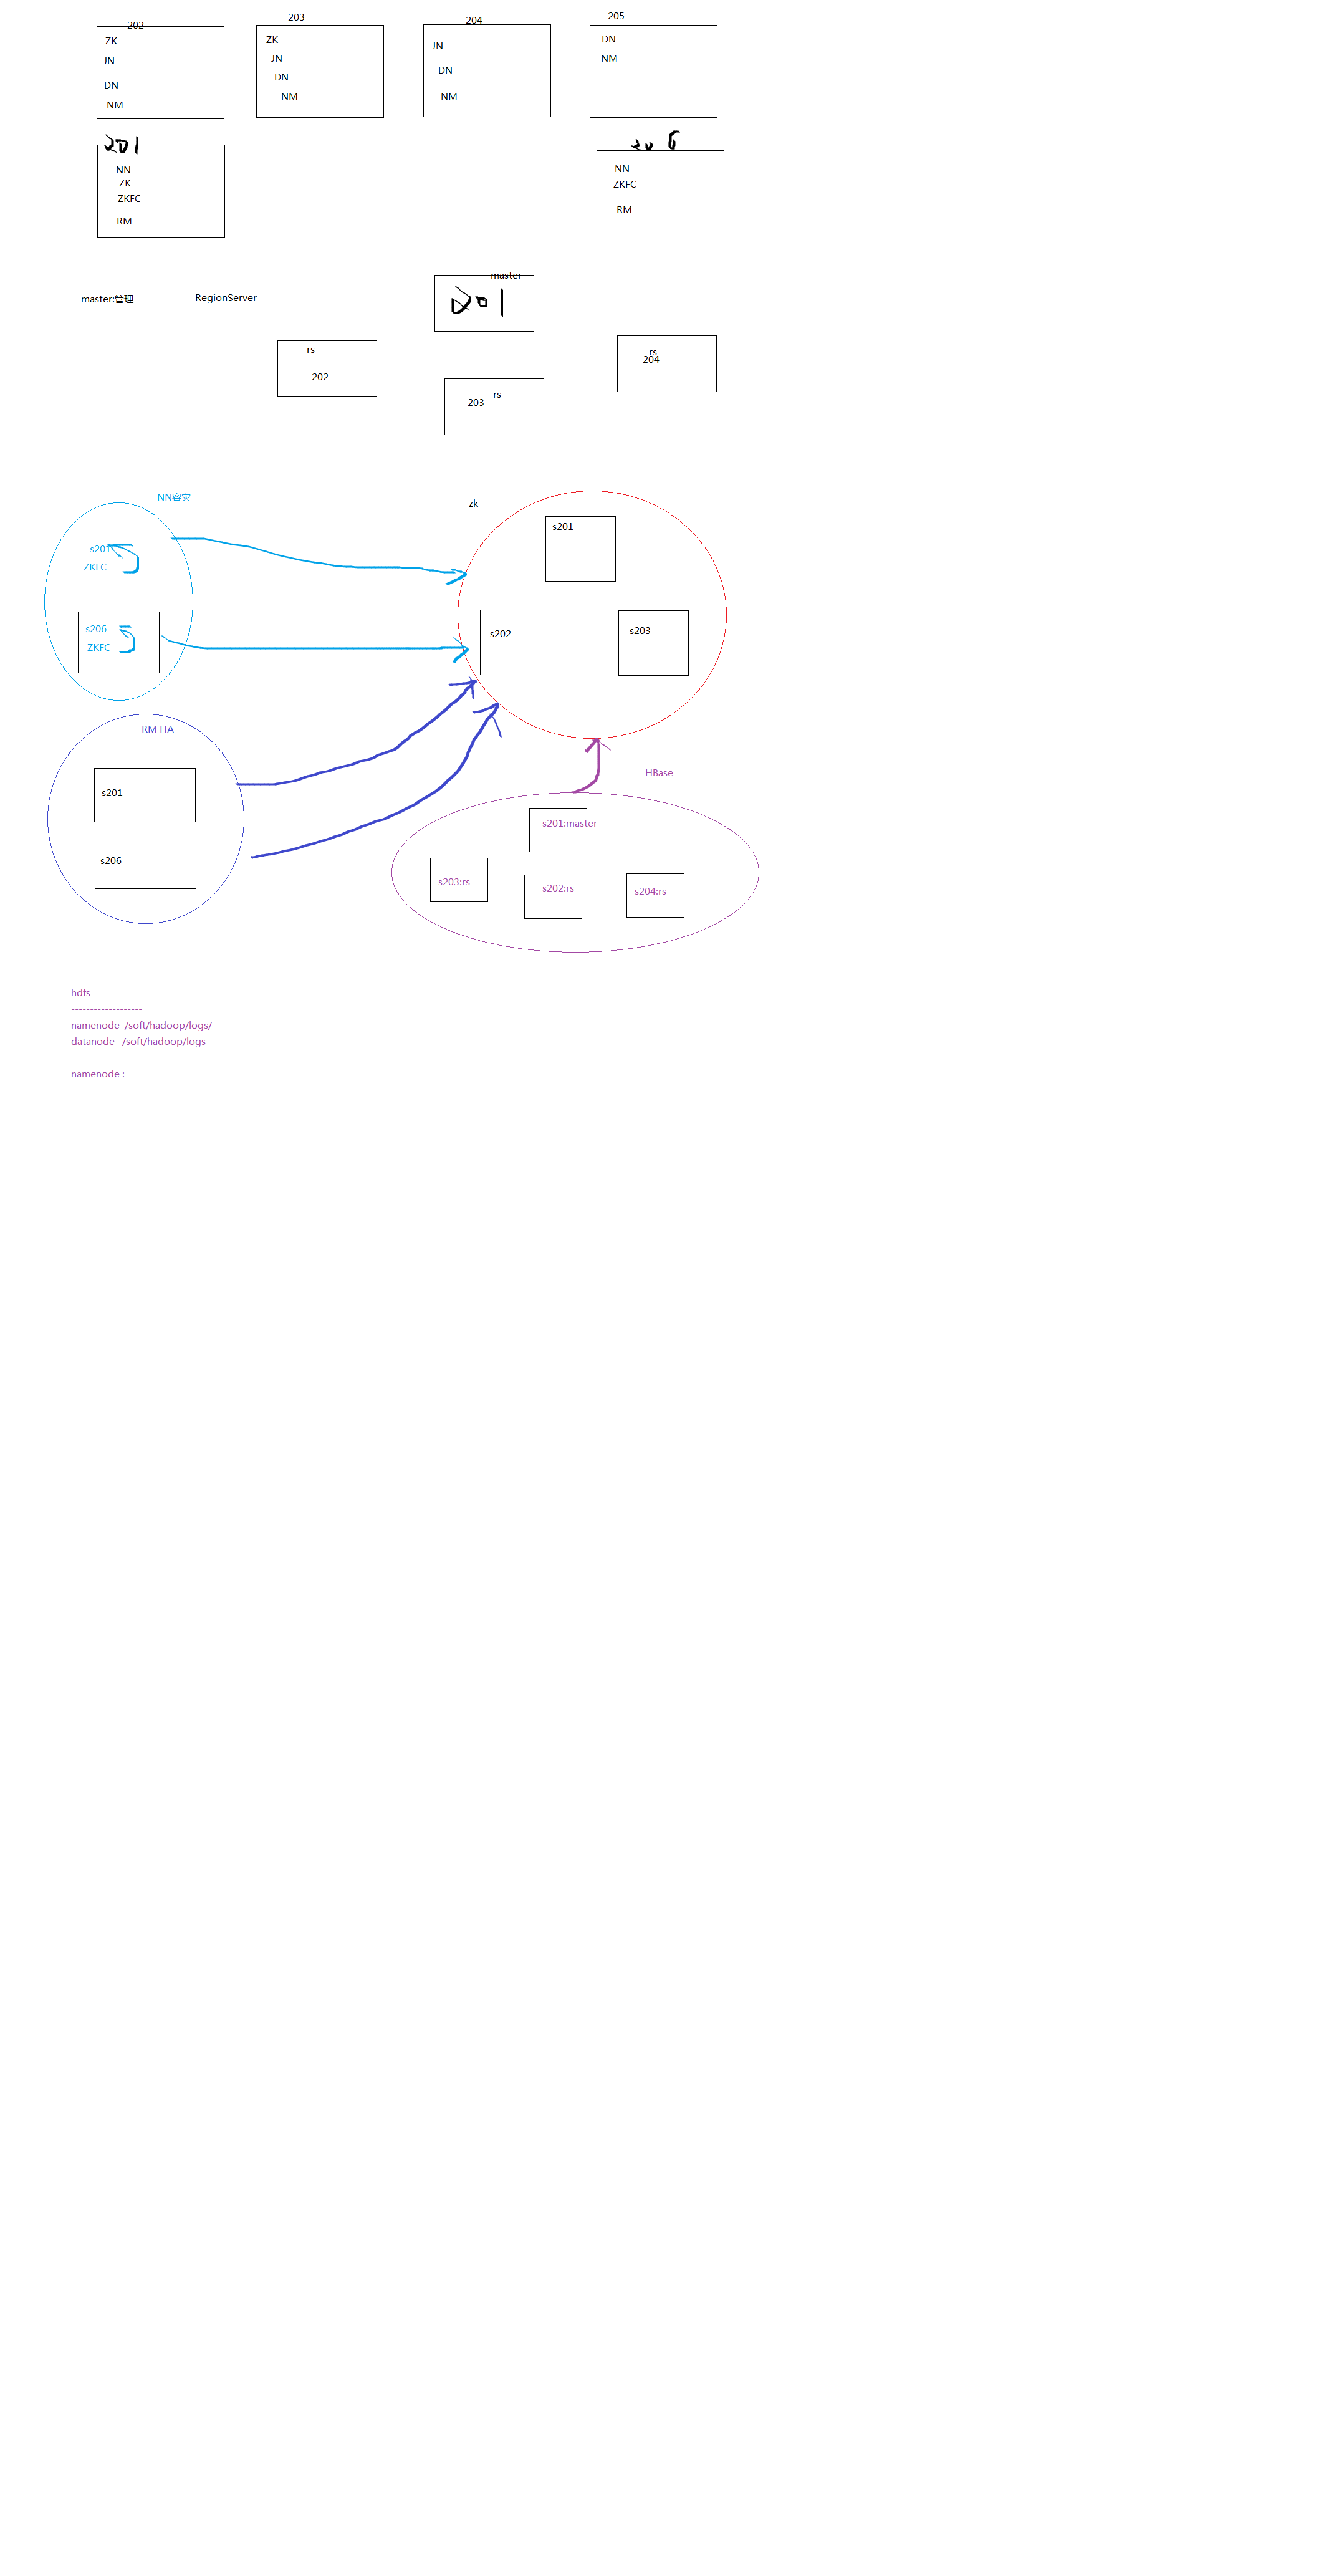 202
ZK
JN
DN
NM
203
ZK
JN
DN
NM
204
JN
DN
NM
205
DN
NM
201
NN
ZK
ZKFC
RM
206
NN
ZKFC
RM
master:管理
RegionServer
master
201
rs
202
203
rs
rs
204
NN容灾
s201
ZKFC
s206
ZKFC
zk
s201
s202
s203
RM HA
s201
s206
HBase
s201:master
s203:rs
s202:rs
s204:rs
hdfs
-------------------
namenode /soft/hadoop/logs/
datanode /soft/hadoop/logs
namenode :